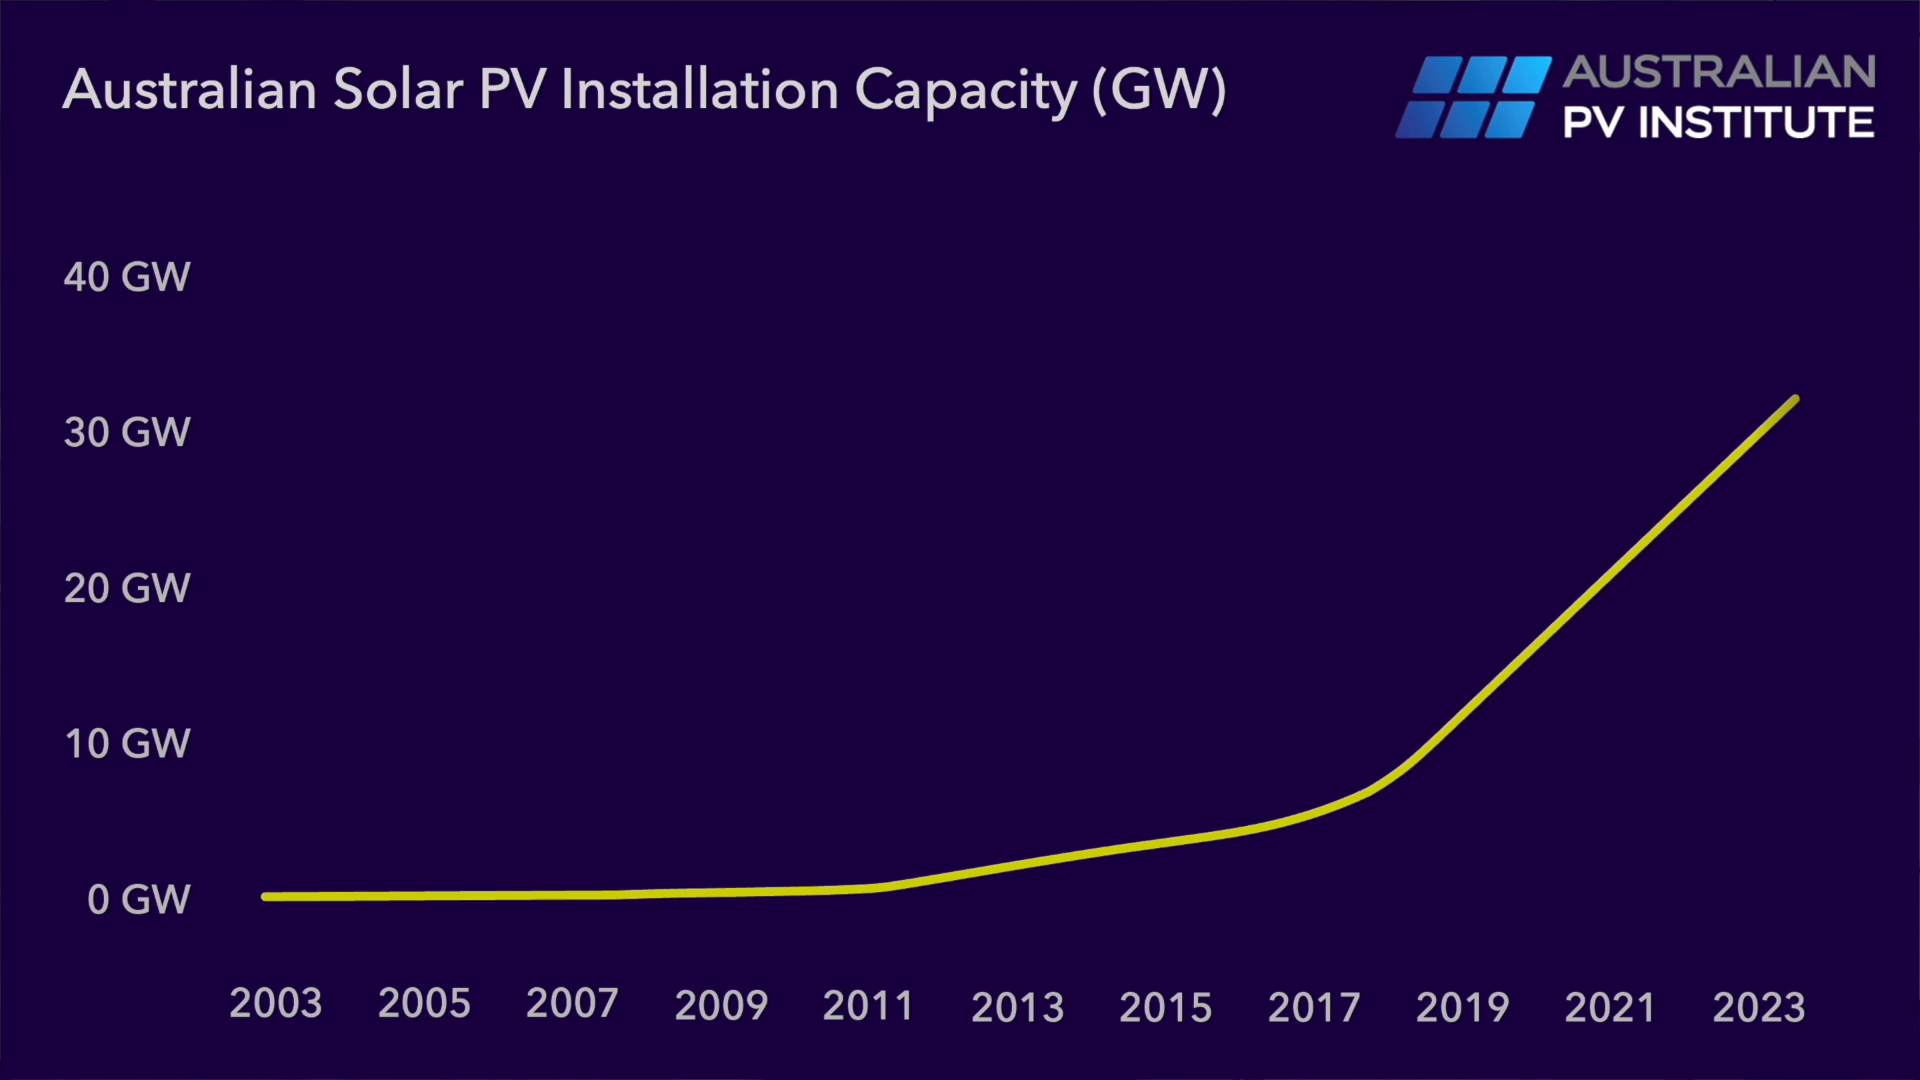 Australian Solar PV Installation Capacity (GW)
AUSTRALIAN
PV INSTITUTE
40 GW
30 GW
20 GW
10 GW
0 GW
2003 2005 2007 2009 2011 2013 2015 2017 2019 2021 2023